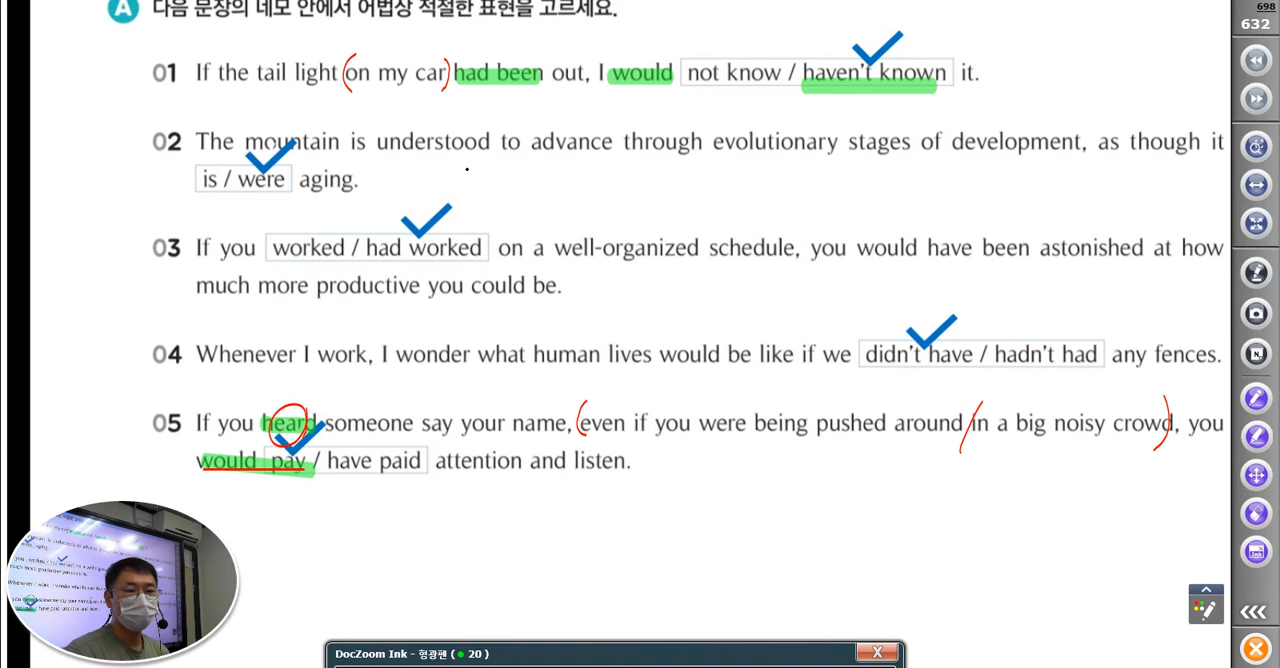 A 다음 문장의 네모 안에서 어법상 적절한 표현을 고르세요.
698
632
01 If the tail light (on my car) had been out, I would not know / haven't known it.
02 The mountain is understood to advance through evolutionary stages of development, as though it
is / were aging.
03 If you worked / had worked on a well-organized schedule, you would have been astonished at how
much more productive you could be.
04 Whenever I work, I wonder what human lives would be like if we didn't have / hadn't had any fences.
05 If you heard someone say your name, (even if you were being pushed around / in a big noisy crowd), you
would pay / have paid attention and listen.
DocZoom Ink - 형광펜 ( 20 )
X